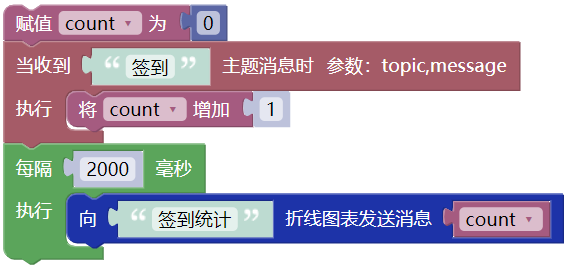 赋值 count 为 0
当收到 “ 签到 ” 主题消息时 参数：topic,message
执行 将 count 增加 1
每隔 2000 毫秒
执行 向 “ 签到统计 ” 折线图表发送消息 count